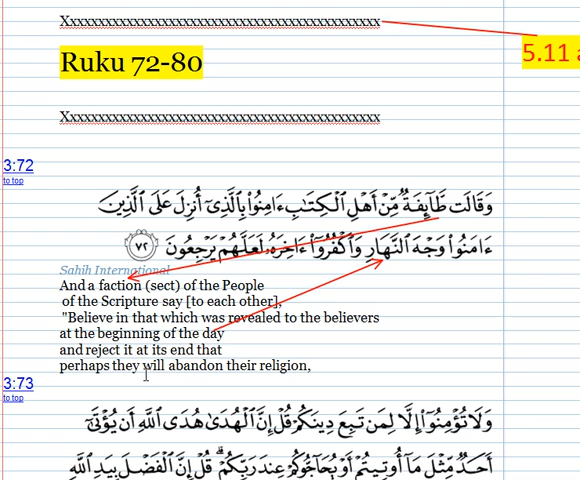 Xxxxxxxxxxxxxxxxxxxxxxxxxxxxxxxxxxxxxxxxxxx
5.11
Ruku 72-80
Xxxxxxxxxxxxxxxxxxxxxxxxxxxxxxxxxxxxxxxxxxx
3:72
to top
وَقَالَت طَّآئِفَةٌ مِّنْ أَهْلِ ٱلْكِتَٰبِ ءَامِنُوا۟ بِٱلَّذِىٓ أُنزِلَ عَلَى ٱلَّذِينَ
ءَامَنُوا۟ وَجْهَ ٱلنَّهَارِ وَٱكْفُرُوٓا۟ ءَاخِرَهُۥ لَعَلَّهُمْ يَرْجِعُونَ ٧٢
Sahih International
And a faction (sect) of the People
of the Scripture say [to each other],
"Believe in that which was revealed to the believers
at the beginning of the day
and reject it at its end that
perhaps they will abandon their religion,
3:73
to top
وَلَا تُؤْمِنُوٓا۟ إِلَّا لِمَن تَبِعَ دِينَكُمْ قُلْ إِنَّ ٱلْهُدَىٰ هُدَى ٱللَّهِ أَن يُؤْتَىٰٓ
أَحَدٌ مِّثْلَ مَآ أُوتِيتُمْ أَوْ يُحَآجُّوكُمْ عِندَ رَبِّكُمْ ۗ قُلْ إِنَّ ٱلْفَضْلَ بِيَدِ ٱللَّهِ